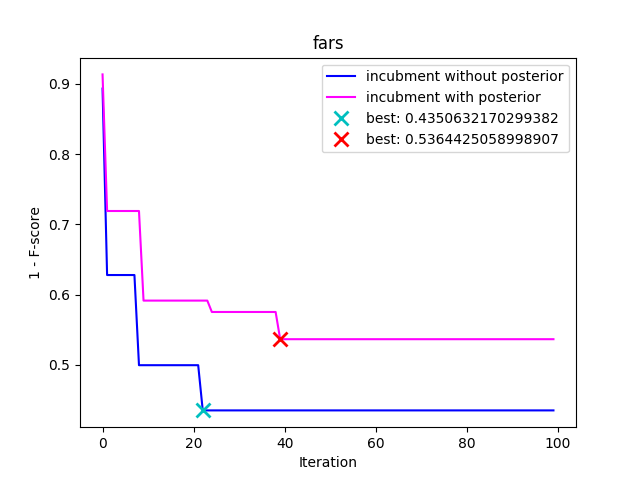 fars
incubment without posterior
incubment with posterior
best: 0.4350632170299382
best: 0.5364425058998907
0.9
0.8
0.7
0.6
0.5
1 - F-score
0 20 40 60 80 100
Iteration